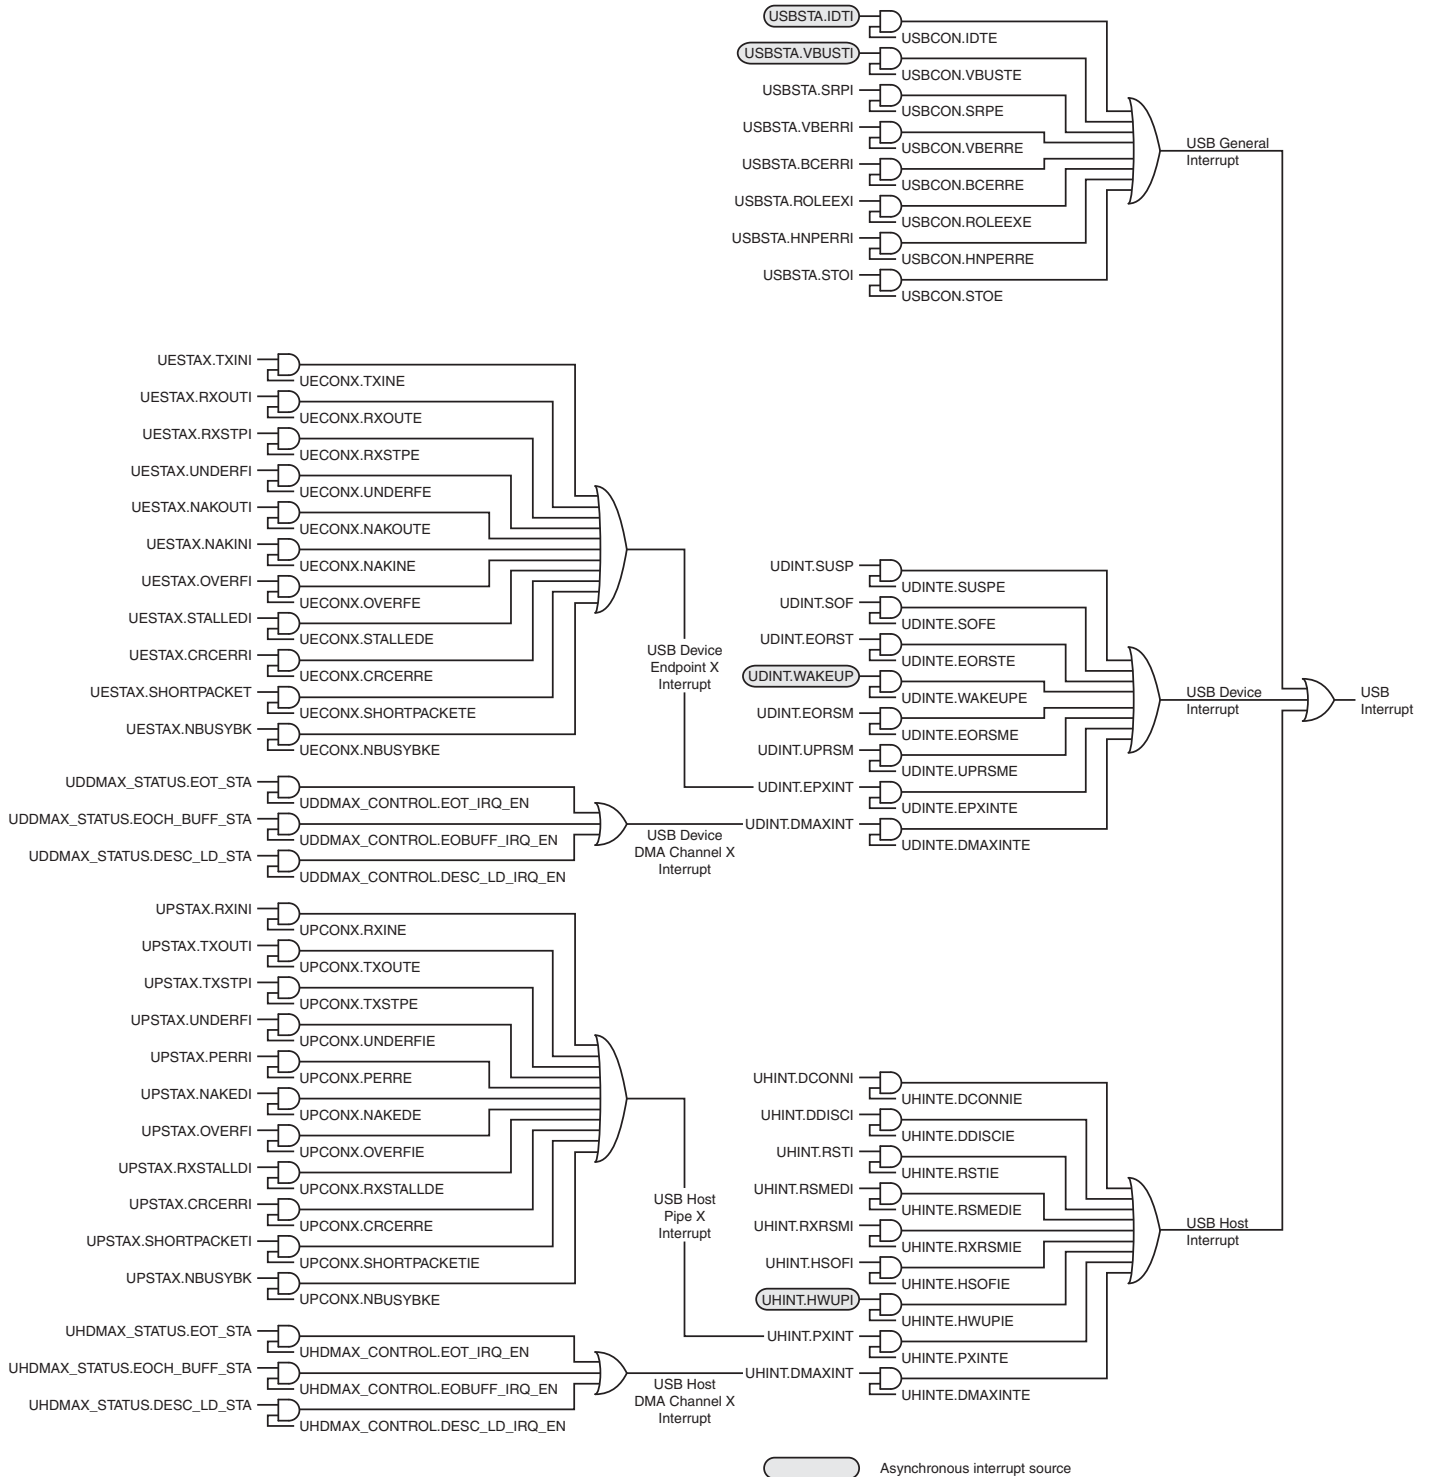 USBSTA.IDTI
USBCON.IDTE
USBSTA.VBUSTI
USBCON.VBUSTE
USBSTA.SRPI
USBCON.SRPE
USBSTA.VBERRI
USBCON.VBERRE
USBSTA.BCERRI
USBCON.BCERRE
USBSTA.ROLEEXI
USBCON.ROLEEXE
USBSTA.HNPERRI
USBCON.HNPERRE
USBSTA.STOI
USBCON.STOE
USB General
Interrupt
UESTAX.TXINI
UECONX.TXINE
UESTAX.RXOUTI
UECONX.RXOUTE
UESTAX.RXSTPI
UECONX.RXSTPE
UESTAX.UNDERFI
UECONX.UNDERFE
UESTAX.NAKOUTI
UECONX.NAKOUTE
UESTAX.NAKINI
UECONX.NAKINE
UESTAX.OVERFI
UECONX.OVERFE
UESTAX.STALLEDI
UECONX.STALLEDE
UESTAX.CRCERRI
UECONX.CRCERRE
UESTAX.SHORTPACKET
UECONX.SHORTPACKETE
UESTAX.NBUSYBK
UECONX.NBUSYBKE
USB Device
Endpoint X
Interrupt
UDDMAX_STATUS.EOT_STA
UDDMAX_CONTROL.EOT_IRQ_EN
UDDMAX_STATUS.EOCH_BUFF_STA
UDDMAX_CONTROL.EOBUFF_IRQ_EN
UDDMAX_STATUS.DESC_LD_STA
UDDMAX_CONTROL.DESC_LD_IRQ_EN
USB Device
DMA Channel X
Interrupt
UDINT.SUSP
UDINTE.SUSPE
UDINT.SOF
UDINTE.SOFE
UDINT.EORST
UDINTE.EORSTE
UDINT.WAKEUP
UDINTE.WAKEUPE
UDINT.EORSM
UDINTE.EORSME
UDINT.UPRSM
UDINTE.UPRSME
UDINT.EPXINT
UDINTE.EPXINTE
UDINT.DMAXINT
UDINTE.DMAXINTE
USB Device
Interrupt
USB
Interrupt
UPSTAX.RXINI
UPCONX.RXINE
UPSTAX.TXOUTI
UPCONX.TXOUTE
UPSTAX.TXSTPI
UPCONX.TXSTPE
UPSTAX.UNDERFI
UPCONX.UNDERFIE
UPSTAX.PERRI
UPCONX.PERRE
UPSTAX.NAKEDI
UPCONX.NAKEDE
UPSTAX.OVERFI
UPCONX.OVERFIE
UPSTAX.RXSTALLDI
UPCONX.RXSTALLDE
UPSTAX.CRCERRI
UPCONX.CRCERRE
UPSTAX.SHORTPACKETI
UPCONX.SHORTPACKETIE
UPSTAX.NBUSYBK
UPCONX.NBUSYBKE
USB Host
Pipe X
Interrupt
UHDMAX_STATUS.EOT_STA
UHDMAX_CONTROL.EOT_IRQ_EN
UHDMAX_STATUS.EOCH_BUFF_STA
UHDMAX_CONTROL.EOBUFF_IRQ_EN
UHDMAX_STATUS.DESC_LD_STA
UHDMAX_CONTROL.DESC_LD_IRQ_EN
USB Host
DMA Channel X
Interrupt
UHINT.DCONNI
UHINTE.DCONNIE
UHINT.DDISCI
UHINTE.DDISCIE
UHINT.RSTI
UHINTE.RSTIE
UHINT.RSMEDI
UHINTE.RSMEDIE
UHINT.RXRSMI
UHINTE.RXRSMIE
UHINT.HSOFI
UHINTE.HSOFIE
UHINT.HWUPI
UHINTE.HWUPIE
UHINT.PXINT
UHINTE.PXINTE
UHINT.DMAXINT
UHINTE.DMAXINTE
USB Host
Interrupt
Asynchronous interrupt source